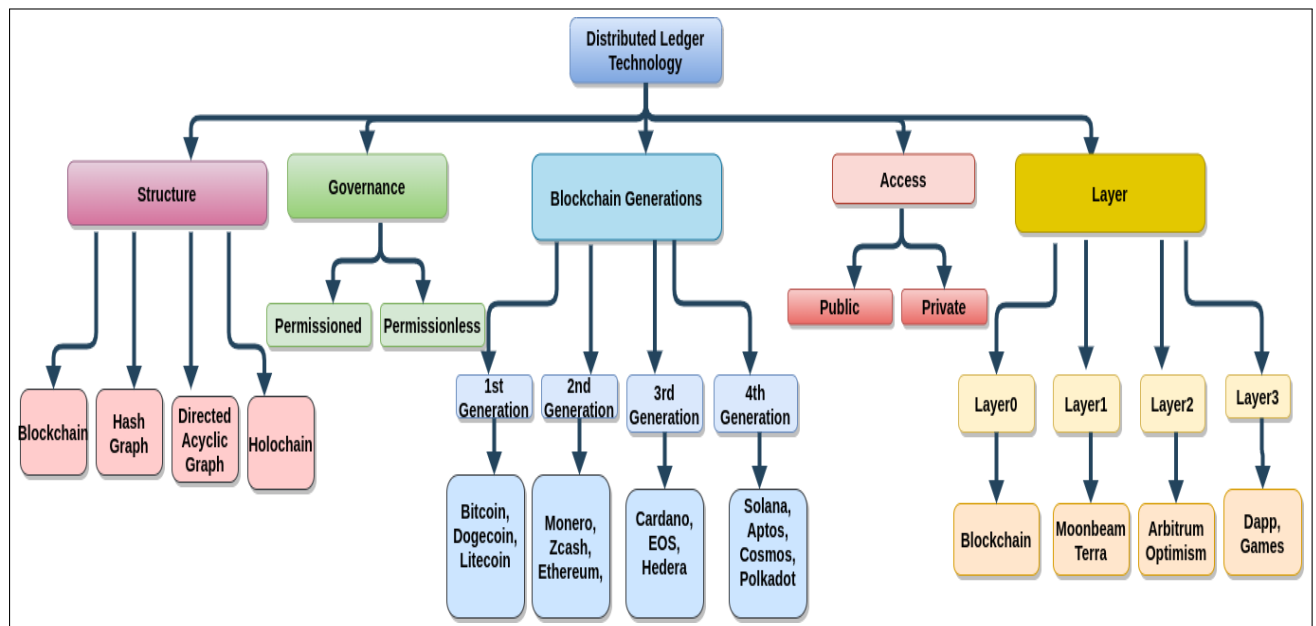 Distributed Ledger
Technology
Structure
Governance
Blockchain Generations
Access
Layer
Permissioned
Permissionless
Public
Private
Blockchain
Hash
Graph
Directed
Acyclic
Graph
Holochain
1st
Generation
2nd
Generation
3rd
Generation
4th
Generation
Layer0
Layer1
Layer2
Layer3
Bitcoin,
Dogecoin,
Litecoin
Monero,
Zcash,
Ethereum,
Cardano,
EOS,
Hedera
Solana,
Aptos,
Cosmos,
Polkadot
Blockchain
Moonbeam
Terra
Arbitrum
Optimism
Dapp,
Games